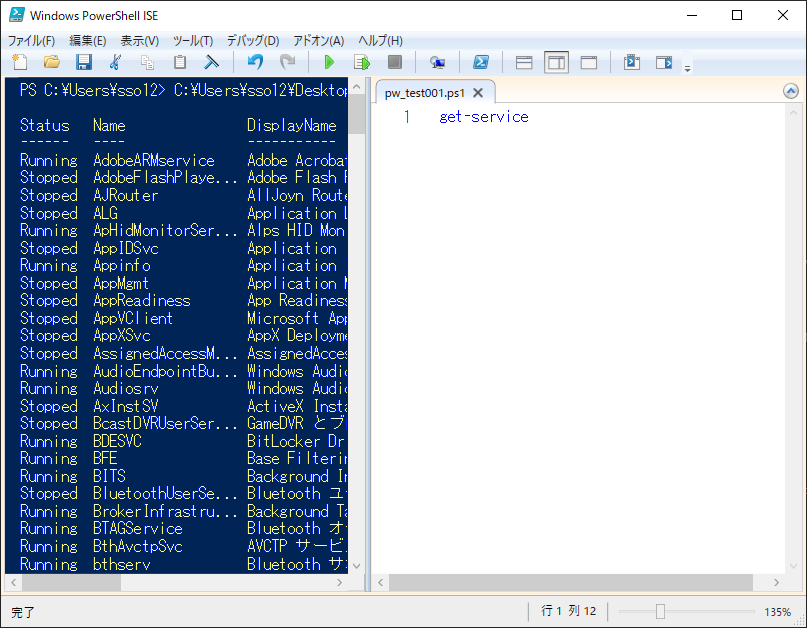 Windows PowerShell ISE
ファイル(F) 編集(E) 表示(V) ツール(T) デバッグ(D) アドオン(A) ヘルプ(H)
PS C:¥Users¥sso12> C:¥Users¥sso12¥Deskto
Status Name DisplayName
------ ---- -----------
Running AdobeARMservice Adobe Acroba
Stopped AdobeFlashPlaye... Adobe Flash
Stopped AJRouter AllJoyn Route
Stopped ALG Application
Running ApHidMonitorSer... Alps HID Mon
Stopped AppIDSvc Application
Running Appinfo Application
Stopped AppMgmt Application
Stopped AppReadiness App Readines
Stopped AppVClient Microsoft App
Stopped AppXSvc AppX Deployme
Stopped AssignedAccessM... AssignedAcces
Running AudioEndpointBu... Windows Audi
Running Audiosrv Windows Audi
Stopped AxInstSV ActiveX Inst
Stopped BcastDVRUserSer... GameDVR とブ
Running BDESVC BitLocker Dr
Running BFE Base Filterin
Running BITS Background I
Stopped BluetoothUserSe... Bluetooth ユ
Running BrokerInfrastru... Background Ta
Running BTAGService Bluetooth オ
Running BthAvctpSvc AVCTP サービ
Running bthserv Bluetooth サ
pw_test001.ps1
1 get-service
完了
行 1 列 12
135%